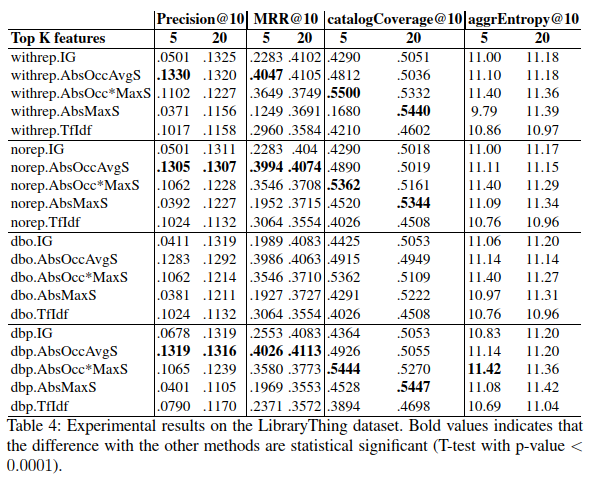 Precision@10 MRR@10 catalogCoverage@10 aggrEntropy@10
Top K features 5 20 5 20 5 20 5 20
withrep.IG .0501 .1325 .2283 .4102 .4290 .5051 11.00 11.18
withrep.AbsOccAvgS .1330 .1320 .4047 .4105 .4812 .5036 11.10 11.18
withrep.AbsOcc*MaxS .1102 .1227 .3649 .3749 .5500 .5332 11.40 11.36
withrep.AbsMaxS .0371 .1156 .1249 .3691 .1680 .5440 9.79 11.39
withrep.TfIdf .1017 .1158 .2960 .3584 .4210 .4602 10.86 10.97
norep.IG .0501 .1311 .2283 .404 .4290 .5018 11.00 11.17
norep.AbsOccAvgS .1305 .1307 .3994 .4074 .4890 .5019 11.11 11.15
norep.AbsOcc*MaxS .1062 .1228 .3546 .3708 .5362 .5161 11.40 11.29
norep.AbsMaxS .0392 .1227 .1952 .3715 .4520 .5344 11.09 11.34
norep.TfIdf .1024 .1132 .3064 .3554 .4026 .4508 10.76 10.96
dbo.IG .0411 .1319 .1989 .4083 .4425 .5053 11.06 11.20
dbo.AbsOccAvgS .1283 .1292 .3986 .4063 .4915 .4949 11.14 11.14
dbo.AbsOcc*MaxS .1062 .1214 .3546 .3710 .5362 .5109 11.40 11.27
dbo.AbsMaxS .0381 .1211 .1927 .3727 .4291 .5222 10.97 11.31
dbo.TfIdf .1024 .1132 .3064 .3554 .4026 .4508 10.76 10.96
dbp.IG .0678 .1319 .2553 .4083 .4364 .5053 10.83 11.20
dbp.AbsOccAvgS .1319 .1316 .4026 .4113 .4926 .5055 11.14 11.20
dbp.AbsOcc*MaxS .1065 .1239 .3580 .3773 .5444 .5270 11.42 11.36
dbp.AbsMaxS .0401 .1105 .1969 .3553 .4528 .5447 11.08 11.42
dbp.TfIdf .0790 .1170 .2371 .3572 .3894 .4698 10.69 11.04
Table 4: Experimental results on the LibraryThing dataset. Bold values indicates that
the difference with the other methods are statistical significant (T-test with p-value <
0.0001).